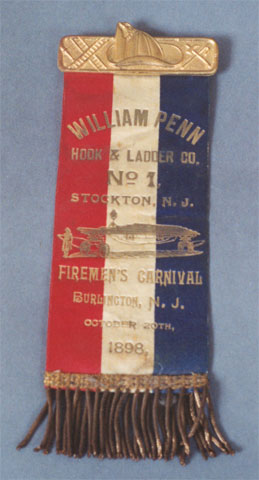 WILLIAM PENN
HOOK & LADDER CO.
No 1,
STOCKTON, N. J.
FIREMEN'S CARNIVAL
BURLINGTON, N. J.
OCTOBER 20TH,
1898.